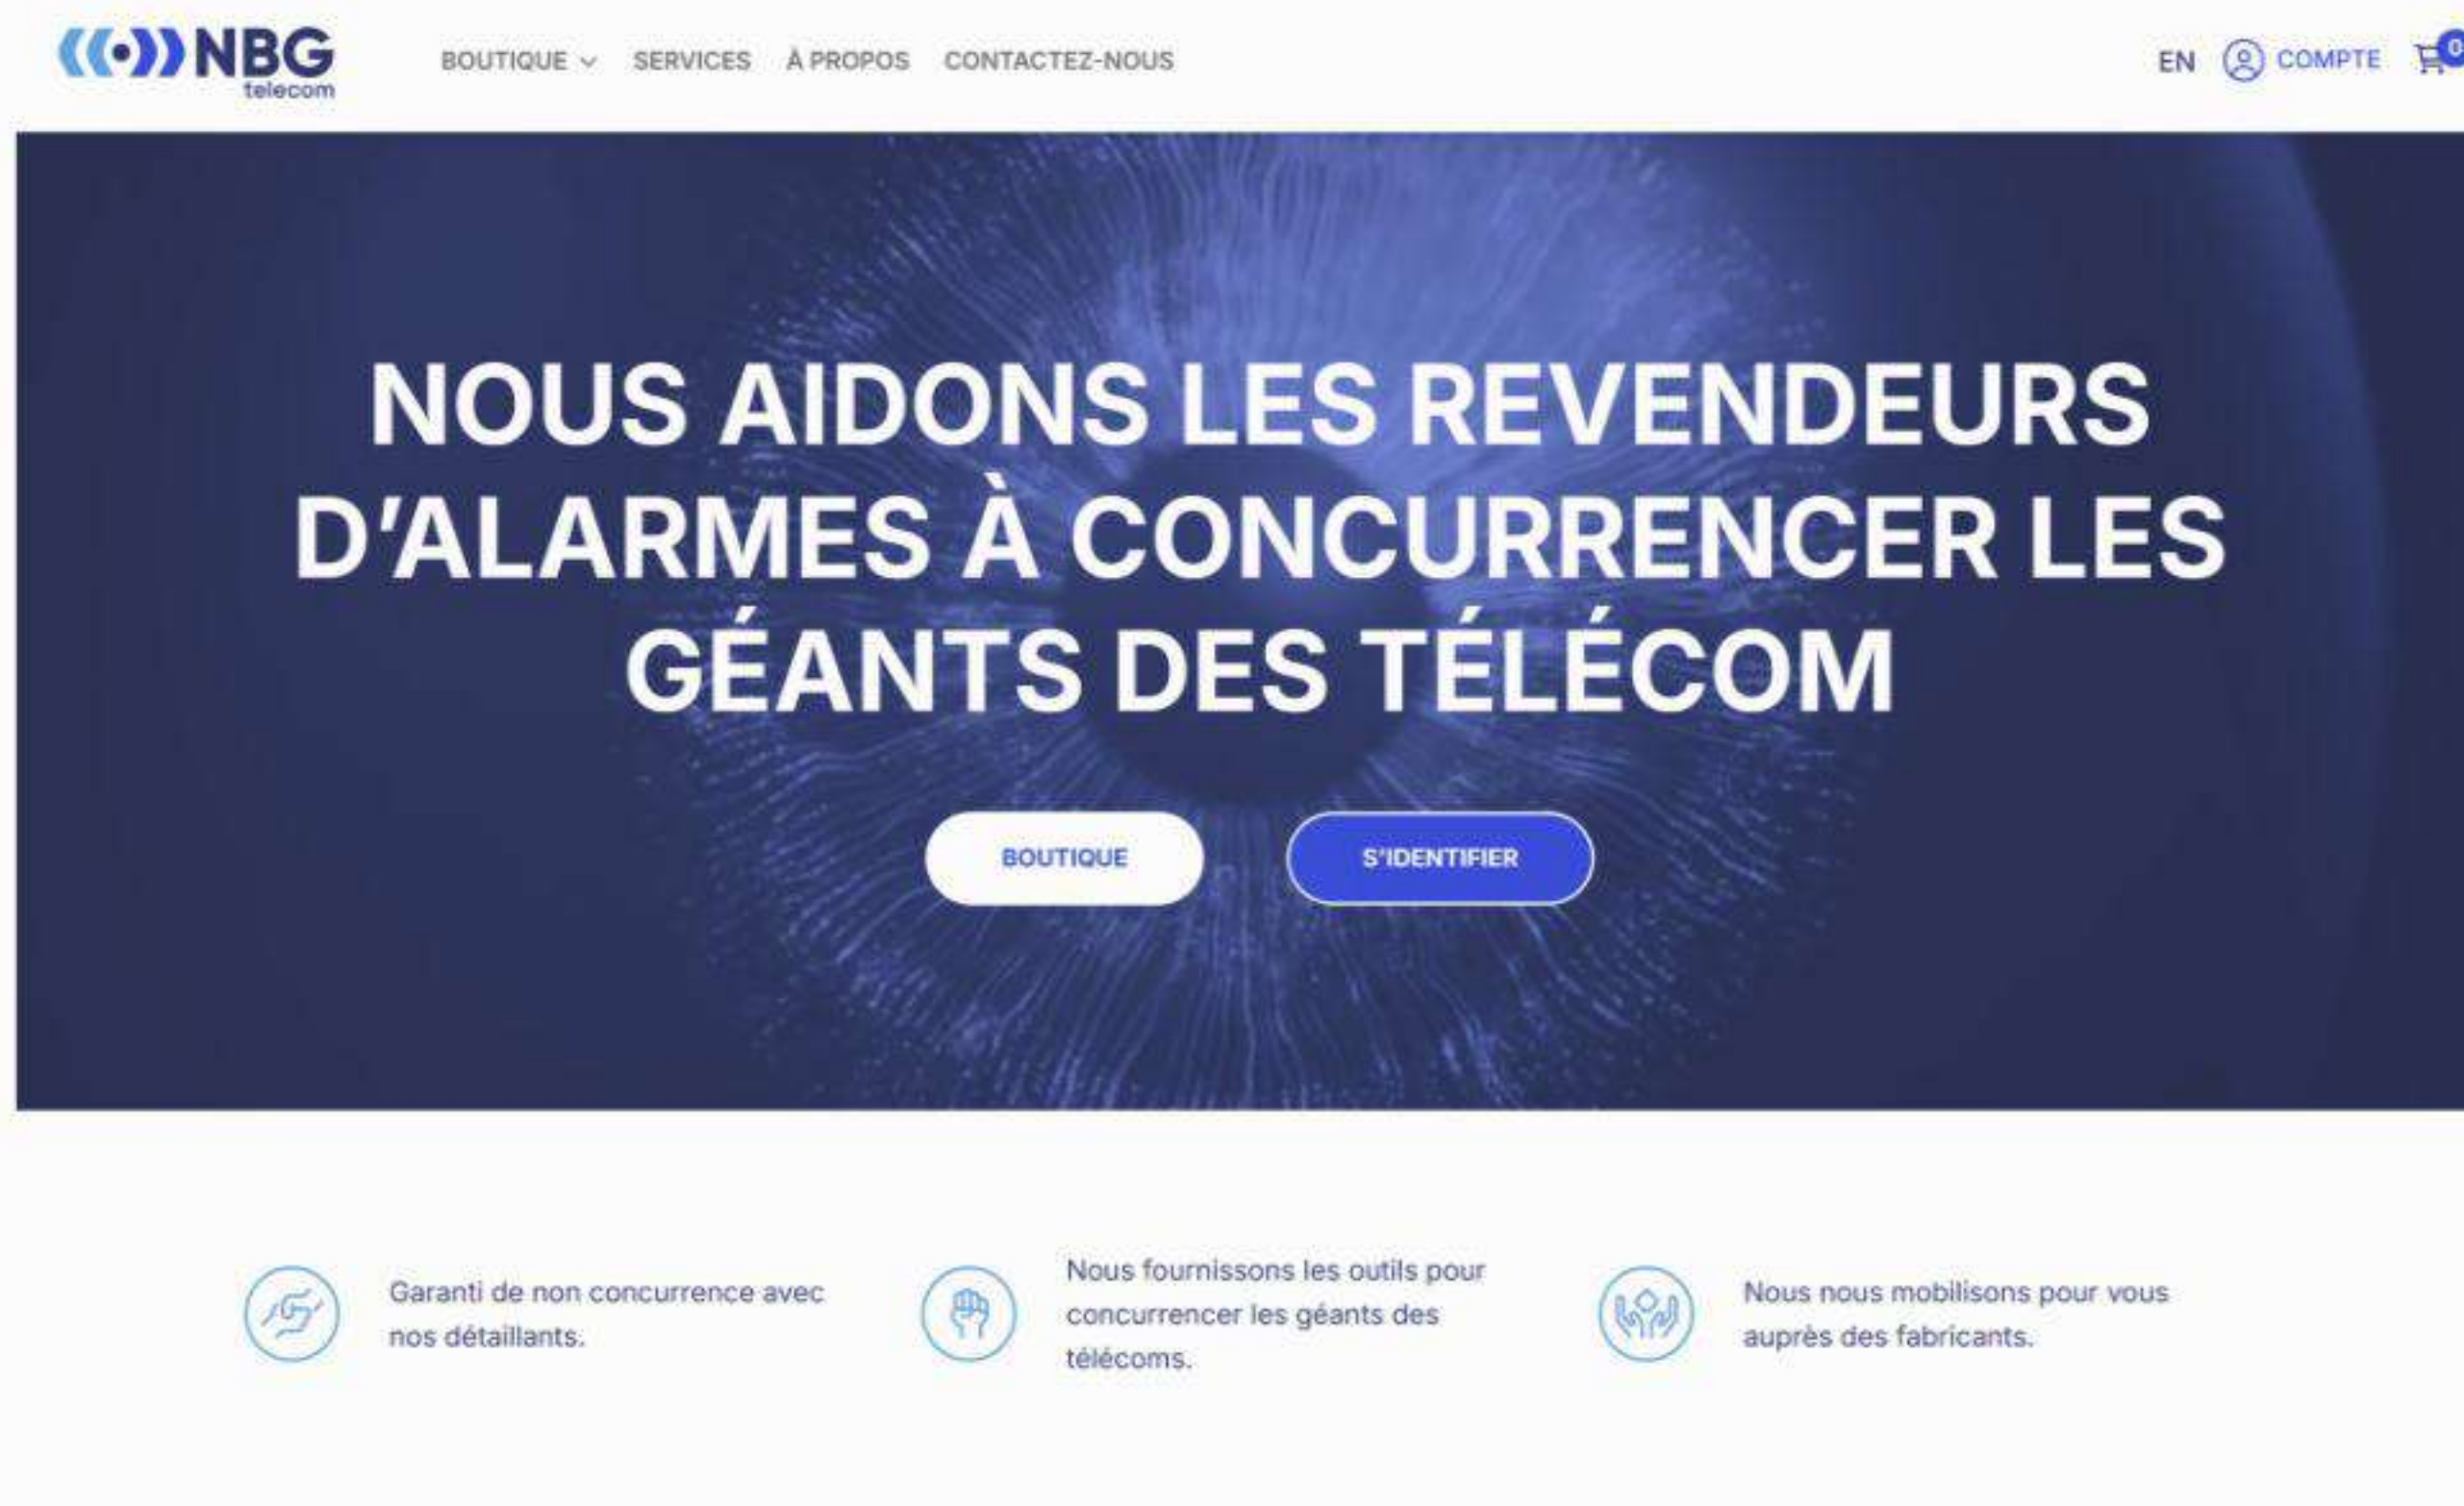 NBG
telecom
BOUTIQUE
SERVICES
À PROPOS
CONTACTEZ-NOUS
EN
COMPTE
0
NOUS AIDONS LES REVENDEURS
D'ALARMES À CONCURRENCER LES
GÉANTS DES TÉLÉCOM
BOUTIQUE
S'IDENTIFIER
Garanti de non concurrence avec
nos détaillants.
Nous fournissons les outils pour
concurrencer les géants des
télécoms.
Nous nous mobilisons pour vous
auprès des fabricants.